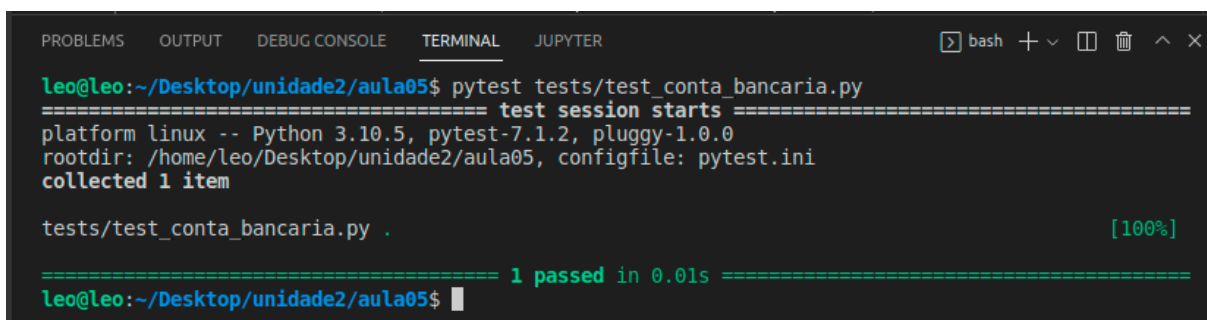 PROBLEMS OUTPUT DEBUG CONSOLE TERMINAL JUPYTER bash
leo@leo:~/Desktop/unidade2/aula05$ pytest tests/test_conta_bancaria.py
====================================== test session starts =======================================
platform linux -- Python 3.10.5, pytest-7.1.2, pluggy-1.0.0
rootdir: /home/leo/Desktop/unidade2/aula05, configfile: pytest.ini
collected 1 item
tests/test_conta_bancaria.py . [100%]
======================================= 1 passed in 0.01s ========================================
leo@leo:~/Desktop/unidade2/aula05$